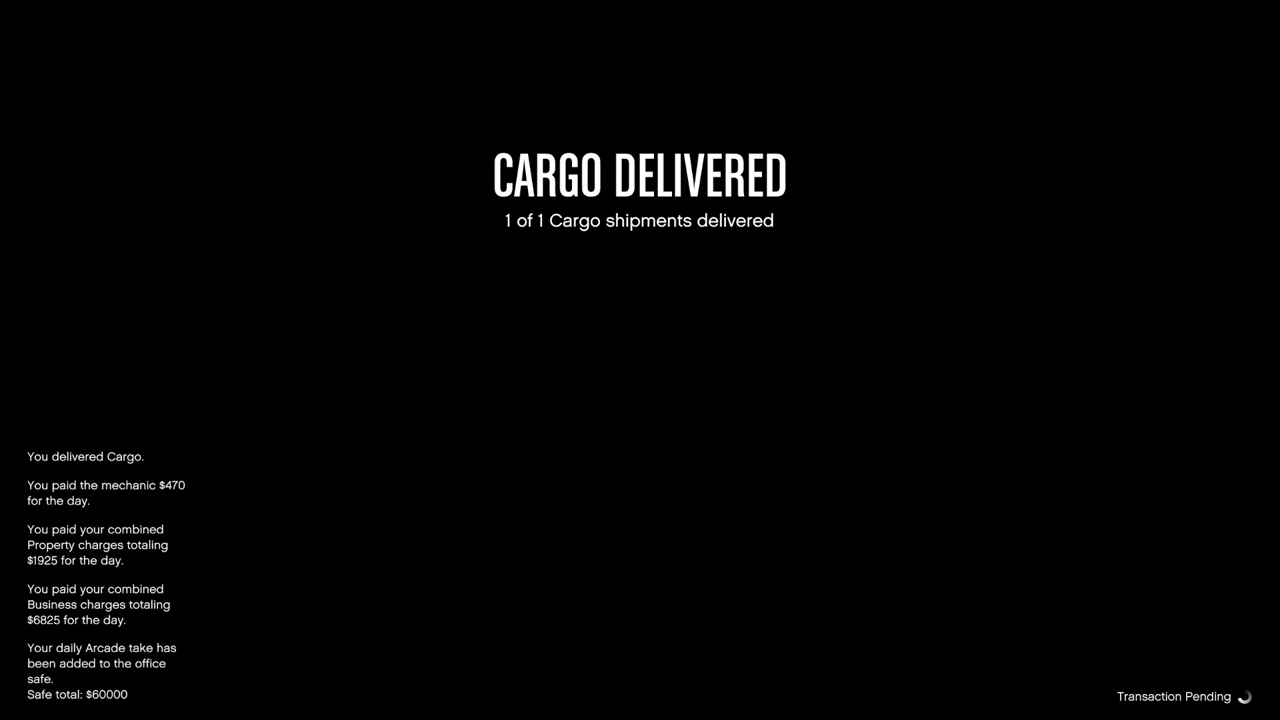 CARGO DELIVERED
1 of 1 Cargo shipments delivered
You delivered Cargo.
You paid the mechanic $470
for the day.
You paid your combined
Property charges totaling
$1925 for the day.
You paid your combined
Business charges totaling
$6825 for the day.
Your daily Arcade take has
been added to the office
safe.
Safe total: $60000
Transaction Pending